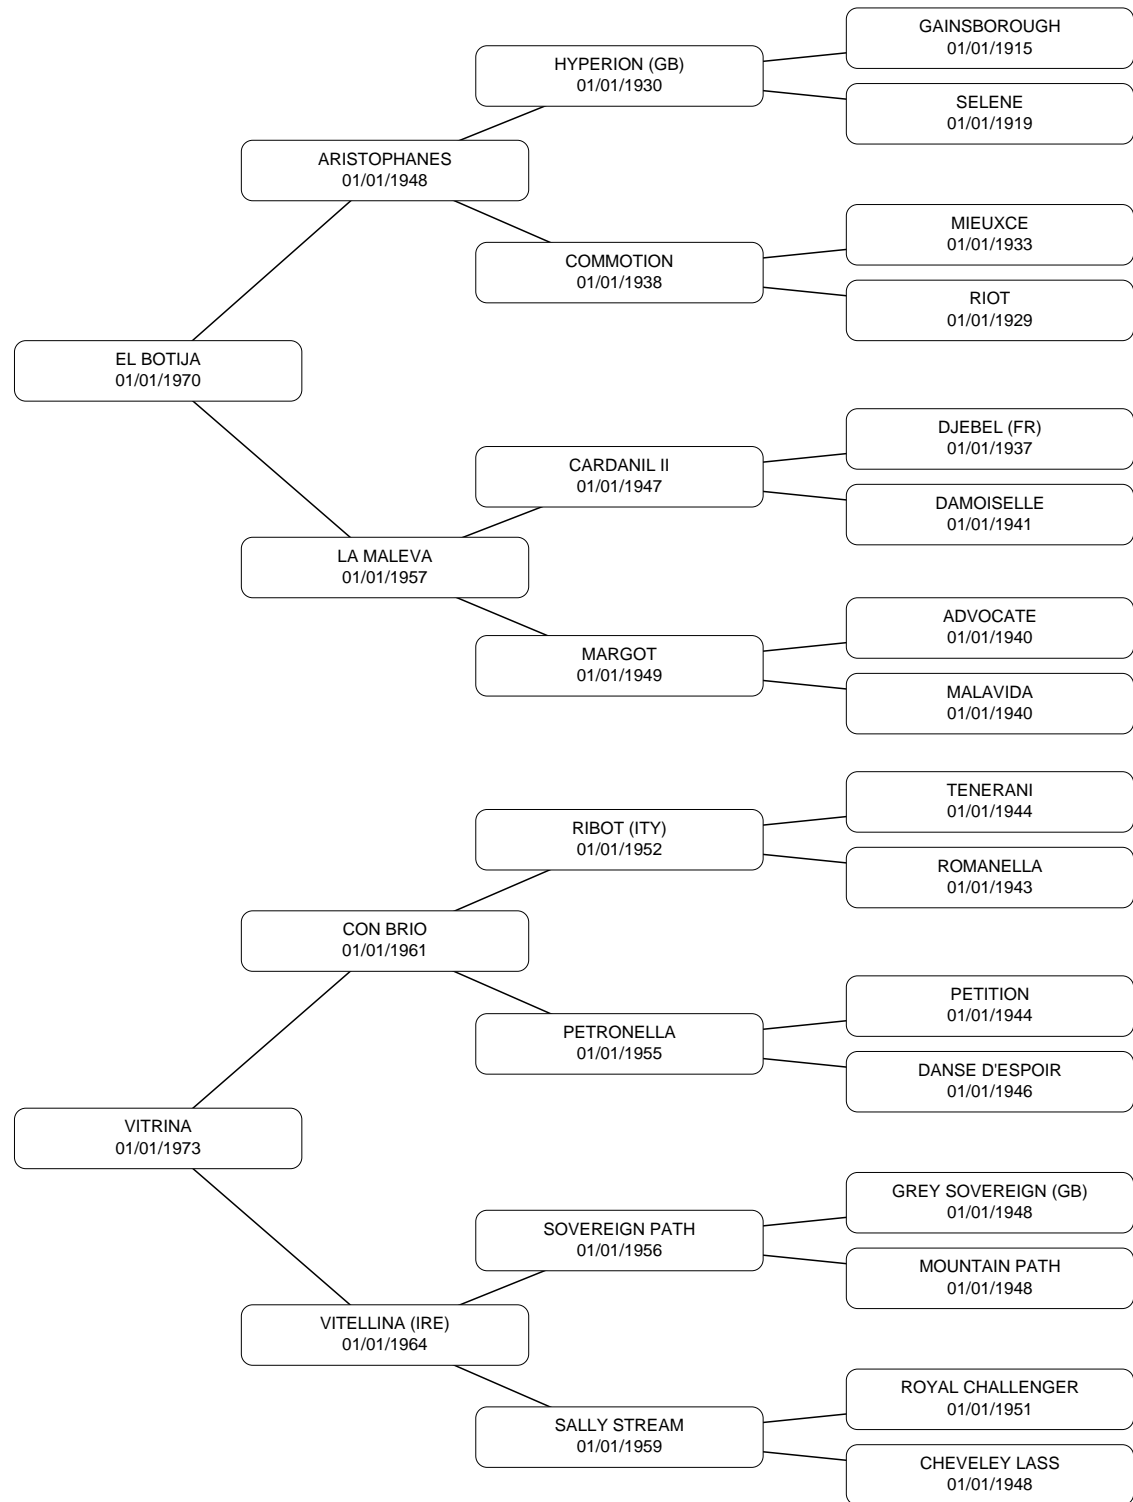 GAINSBOROUGH
01/01/1915
HYPERION (GB)
01/01/1930
SELENE
01/01/1919
ARISTOPHANES
01/01/1948
MIEUXCE
01/01/1933
COMMOTION
01/01/1938
RIOT
01/01/1929
EL BOTIJA
01/01/1970
DJEBEL (FR)
01/01/1937
CARDANIL II
01/01/1947
DAMOISELLE
01/01/1941
LA MALEVA
01/01/1957
ADVOCATE
01/01/1940
MARGOT
01/01/1949
MALAVIDA
01/01/1940
TENERANI
01/01/1944
RIBOT (ITY)
01/01/1952
ROMANELLA
01/01/1943
CON BRIO
01/01/1961
PETITION
01/01/1944
PETRONELLA
01/01/1955
DANSE D'ESPOIR
01/01/1946
VITRINA
01/01/1973
GREY SOVEREIGN (GB)
01/01/1948
SOVEREIGN PATH
01/01/1956
MOUNTAIN PATH
01/01/1948
VITELLINA (IRE)
01/01/1964
ROYAL CHALLENGER
01/01/1951
SALLY STREAM
01/01/1959
CHEVELEY LASS
01/01/1948